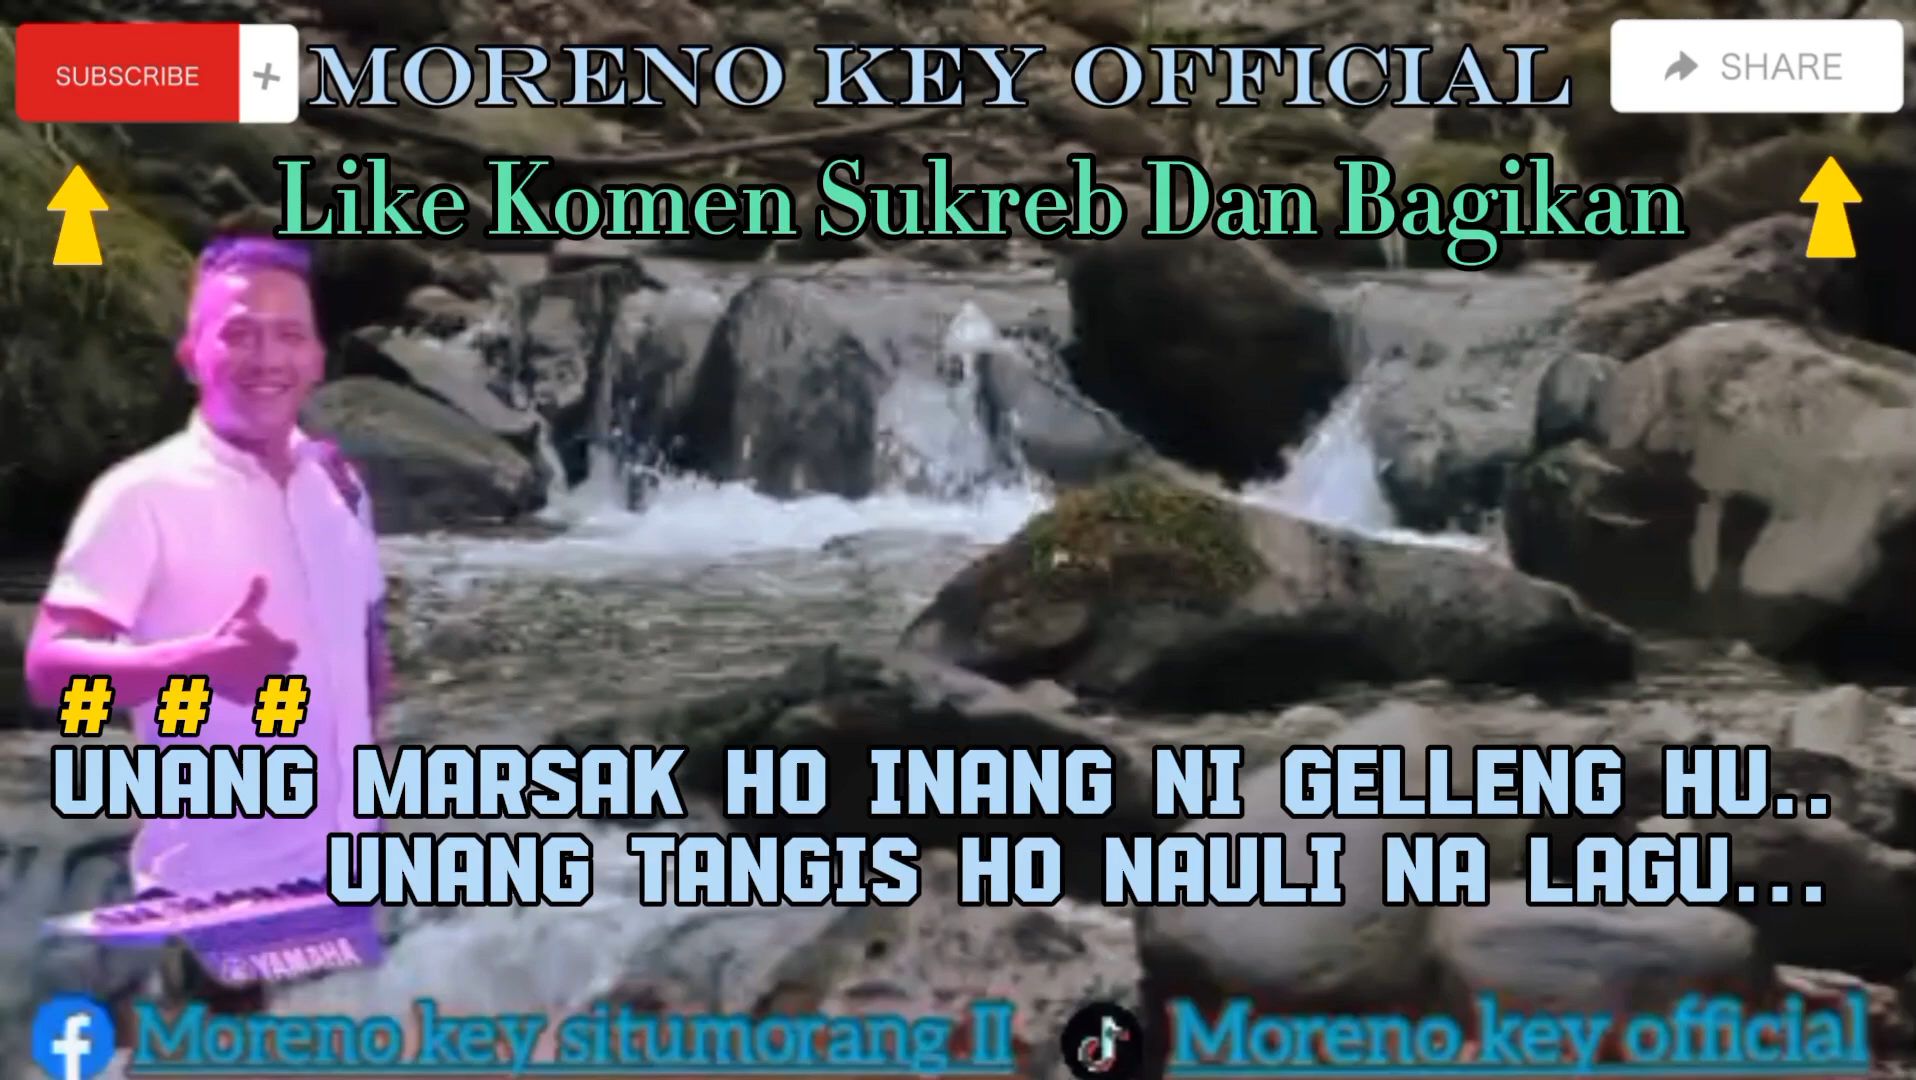 SUBSCRIBE +
MORENO KEY OFFICIAL
SHARE
Like Komen Sukreb Dan Bagikan
# # #
UNANG MARSAK HO INANG NI GELLENG HU..
UNANG TANGIS HO NAULI NA LAGU...
YAMAHA
Moreno key situmorang II
Moreno key official